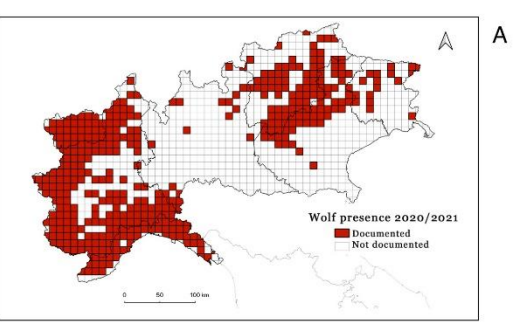 A
Wolf presence 2020/2021
Documented
Not documented
0 50 100 km